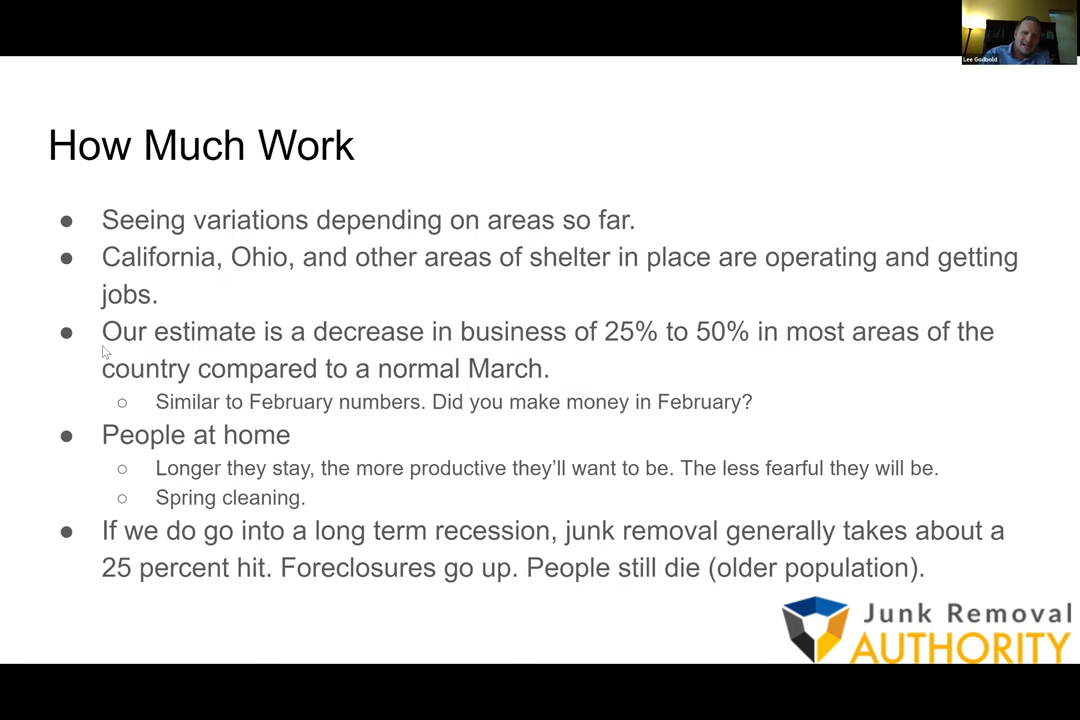 Lee Godbold
How Much Work
● Seeing variations depending on areas so far.
● California, Ohio, and other areas of shelter in place are operating and getting
jobs.
● Our estimate is a decrease in business of 25% to 50% in most areas of the
country compared to a normal March.
○ Similar to February numbers. Did you make money in February?
● People at home
○ Longer they stay, the more productive they’ll want to be. The less fearful they will be.
○ Spring cleaning.
● If we do go into a long term recession, junk removal generally takes about a
25 percent hit. Foreclosures go up. People still die (older population).
Junk Removal
AUTHORITY